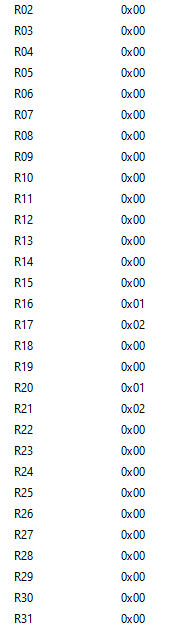 R02 0x00
R03 0x00
R04 0x00
R05 0x00
R06 0x00
R07 0x00
R08 0x00
R09 0x00
R10 0x00
R11 0x00
R12 0x00
R13 0x00
R14 0x00
R15 0x00
R16 0x01
R17 0x02
R18 0x00
R19 0x00
R20 0x01
R21 0x02
R22 0x00
R23 0x00
R24 0x00
R25 0x00
R26 0x00
R27 0x00
R28 0x00
R29 0x00
R30 0x00
R31 0x00